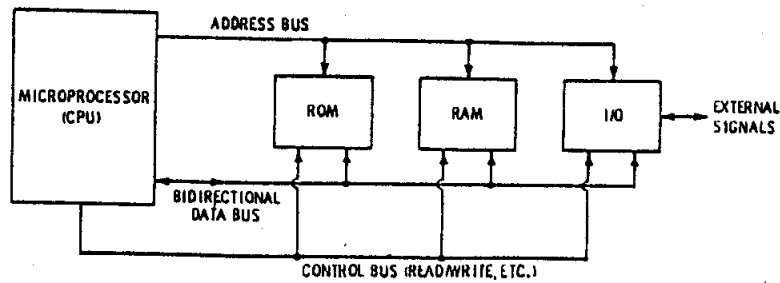 ADDRESS BUS
MICROPROCESSOR
(CPU)
ROM
RAM
I/O
EXTERNAL
SIGNALS
BIDIRECTIONAL
DATA BUS
CONTROL BUS (READ/WRITE, ETC.)